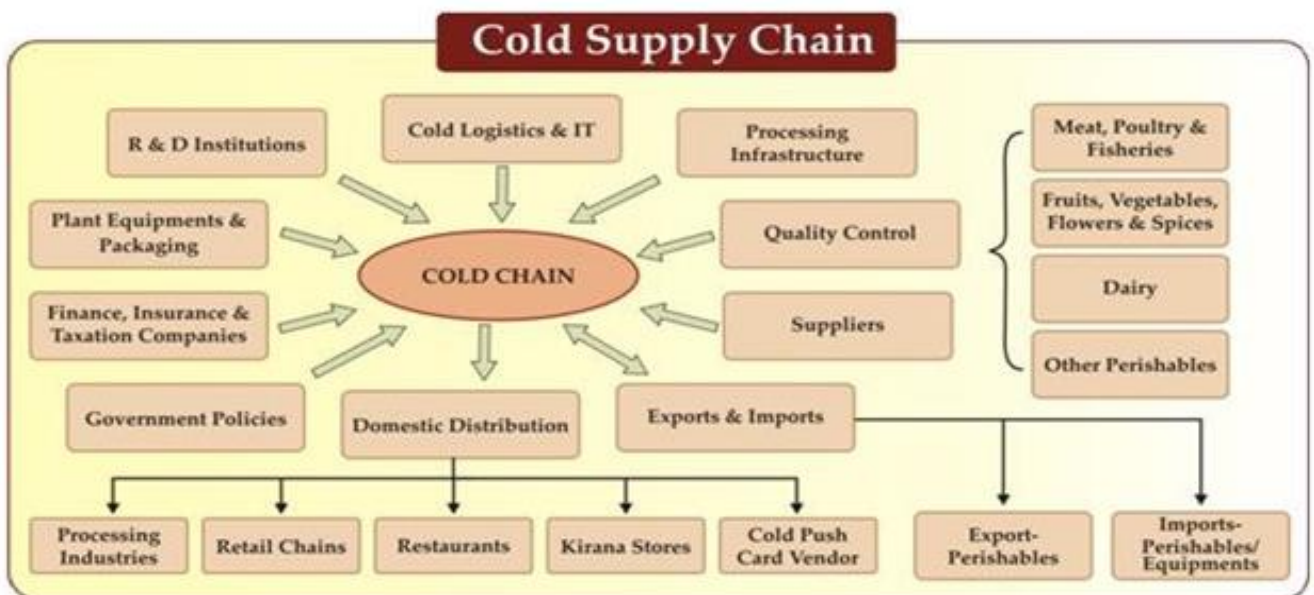 Cold Supply Chain
R & D Institutions
Cold Logistics & IT
Processing
Infrastructure
Meat, Poultry &
Fisheries
Plant Equipments &
Packaging
Quality Control
Fruits, Vegetables,
Flowers & Spices
COLD CHAIN
Dairy
Finance, Insurance &
Taxation Companies
Suppliers
Other Perishables
Government Policies
Domestic Distribution
Exports & Imports
Processing
Industries
Retail Chains
Restaurants
Kirana Stores
Cold Push
Card Vendor
Export-
Perishables
Imports-
Perishables/
Equipments